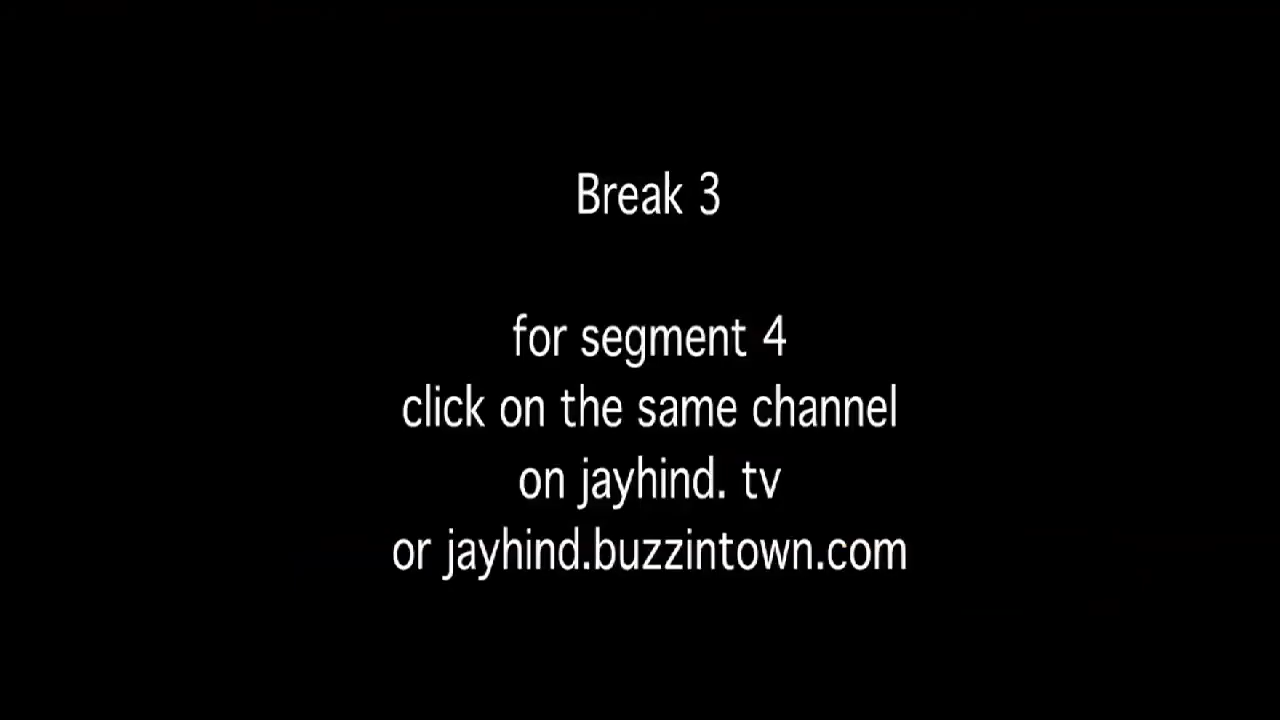 Break 3
for segment 4
click on the same channel
on jayhind. tv
or jayhind.buzzintown.com